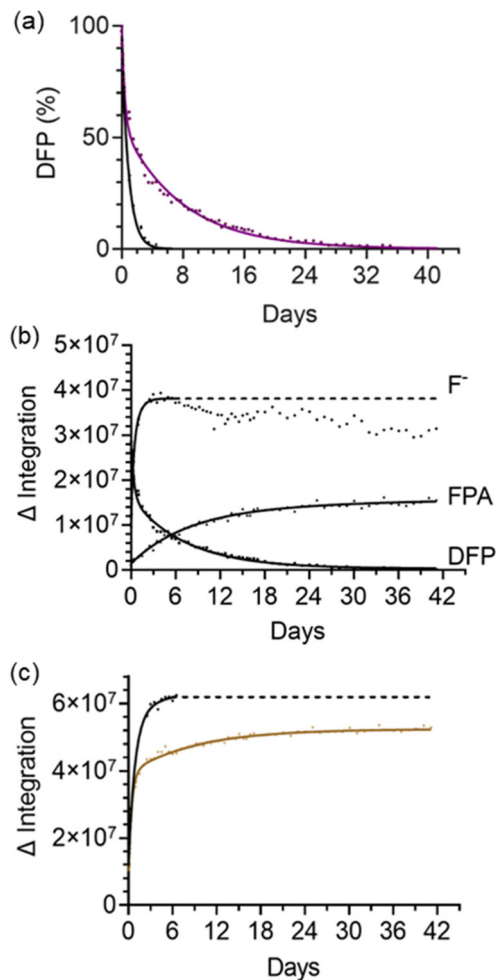 (a)
100
50
0
DFP (%)
0 8 16 24 32 40
Days
(b)
5×10⁷
4×10⁷
3×10⁷
2×10⁷
1×10⁷
0
Δ Integration
F⁻
FPA
DFP
0 6 12 18 24 30 36 42
Days
(c)
6×10⁷
4×10⁷
2×10⁷
0
Δ Integration
0 6 12 18 24 30 36 42
Days